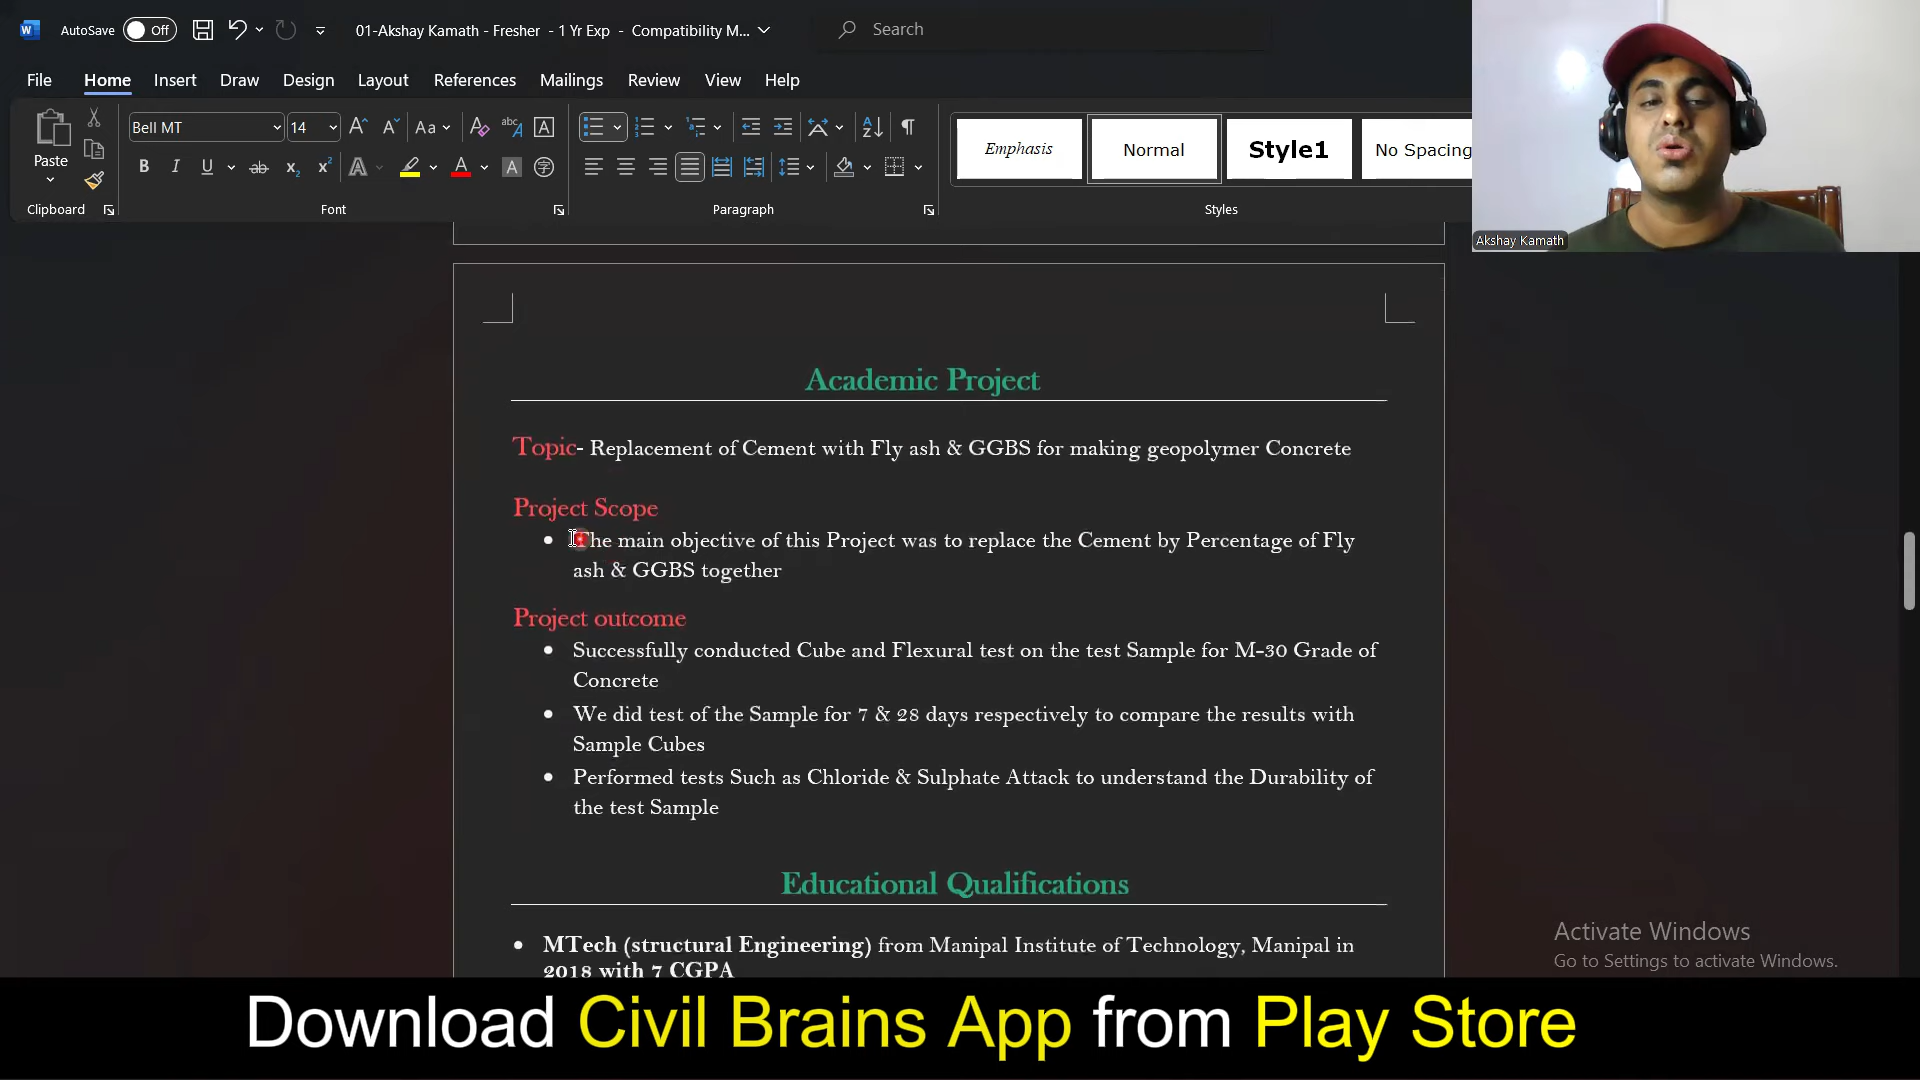 AutoSave Off 01-Akshay Kamath - Fresher - 1 Yr Exp - Compatibility M... Search
File Home Insert Draw Design Layout References Mailings Review View Help
Paste
Bell MT 14 Aa
B I U ab x₂ x² A A A
Emphasis Normal Style1 No Spacing
Clipboard Font Paragraph Styles
Akshay Kamath
Academic Project
Topic- Replacement of Cement with Fly ash & GGBS for making geopolymer Concrete
Project Scope
• The main objective of this Project was to replace the Cement by Percentage of Fly
ash & GGBS together
Project outcome
• Successfully conducted Cube and Flexural test on the test Sample for M-30 Grade of
Concrete
• We did test of the Sample for 7 & 28 days respectively to compare the results with
Sample Cubes
• Performed tests Such as Chloride & Sulphate Attack to understand the Durability of
the test Sample
Educational Qualifications
• MTech (structural Engineering) from Manipal Institute of Technology, Manipal in
2018 with 7 CGPA
Activate Windows
Go to Settings to activate Windows.
Download Civil Brains App from Play Store